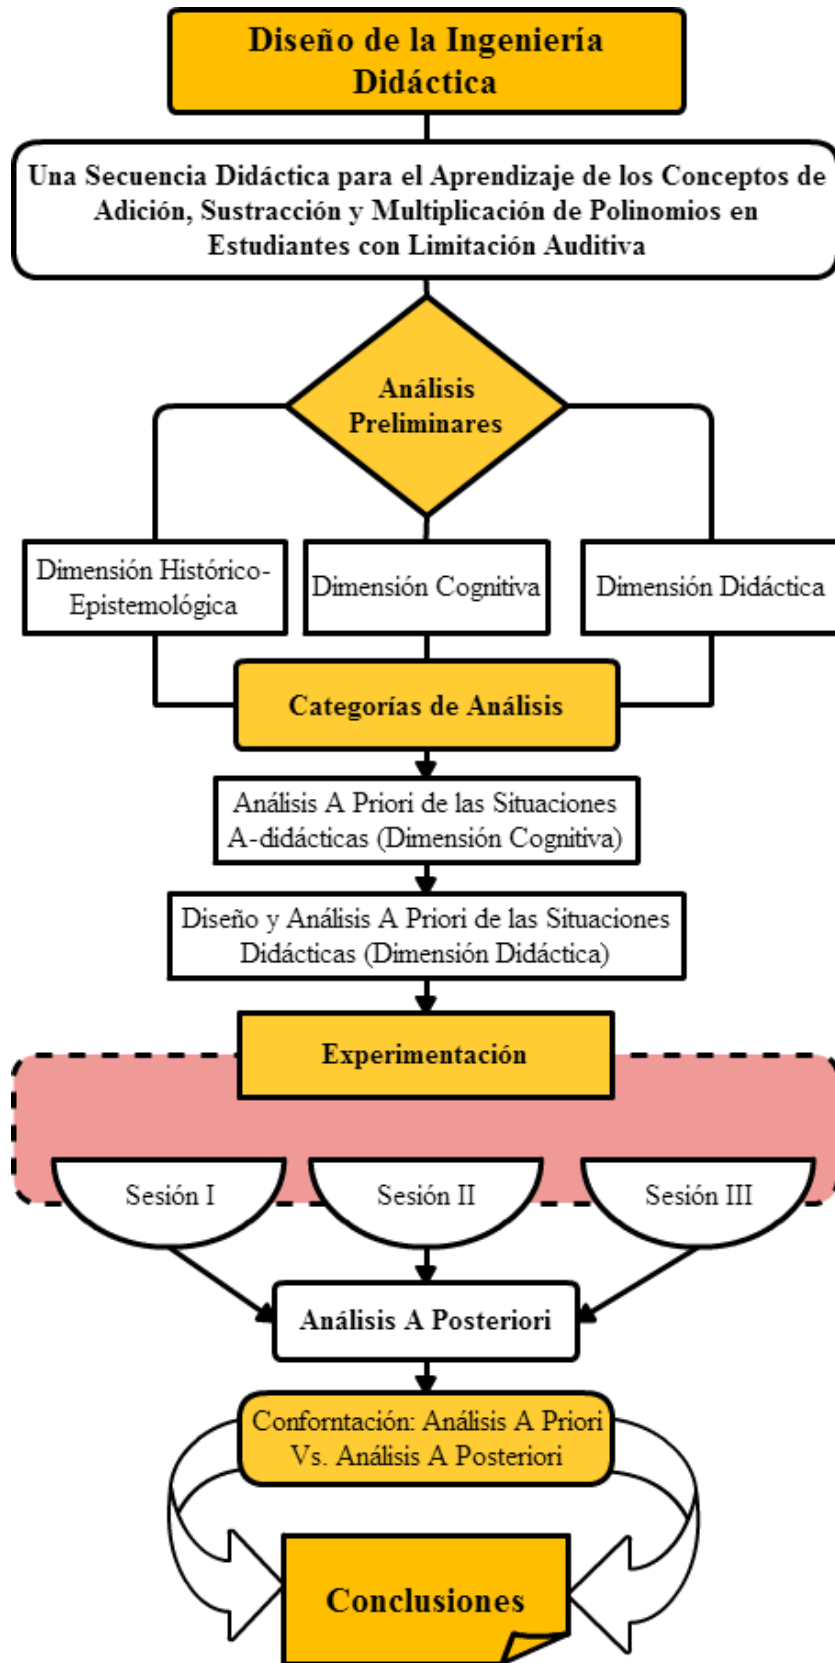 Diseño de la Ingeniería
Didáctica
Una Secuencia Didáctica para el Aprendizaje de los Conceptos de
Adición, Sustracción y Multiplicación de Polinomios en
Estudiantes con Limitación Auditiva
Análisis
Preliminares
Dimensión Histórico-
Epistemológica
Dimensión Cognitiva
Dimensión Didáctica
Categorías de Análisis
Análisis A Priori de las Situaciones
A-didácticas (Dimensión Cognitiva)
Diseño y Análisis A Priori de las Situaciones
Didácticas (Dimensión Didáctica)
Experimentación
Sesión I
Sesión II
Sesión III
Análisis A Posteriori
Conforntación: Análisis A Priori
Vs. Análisis A Posteriori
Conclusiones